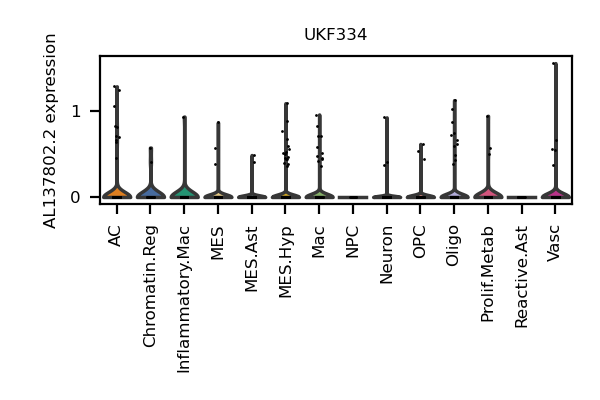 UKF334
AL137802.2 expression
1
0
AC
Chromatin.Reg
Inflammatory.Mac
MES
MES.Ast
MES.Hyp
Mac
NPC
Neuron
OPC
Oligo
Prolif.Metab
Reactive.Ast
Vasc